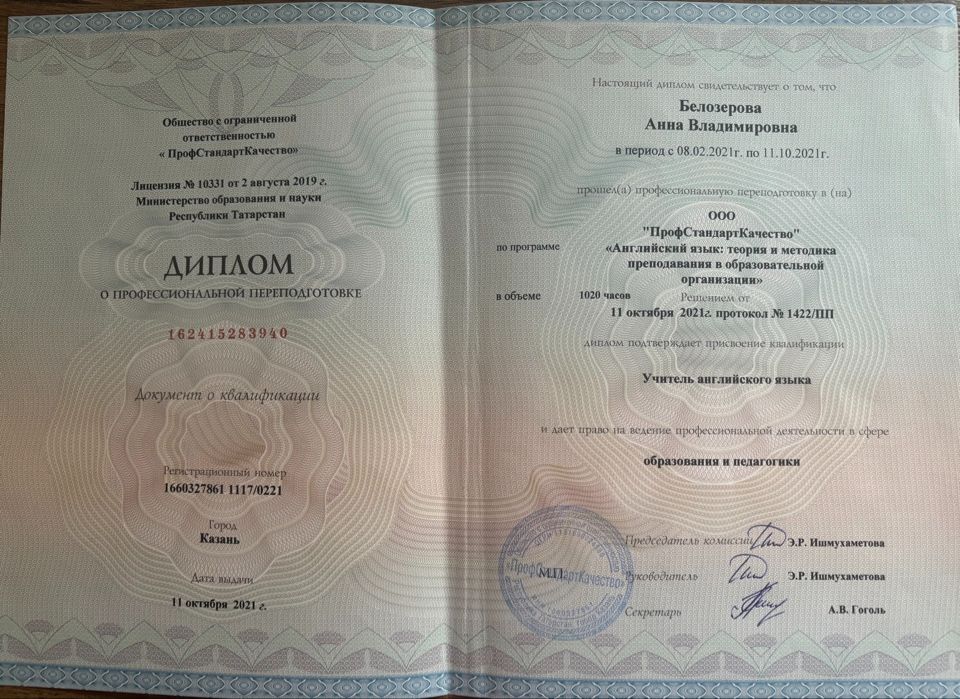 Общество с ограниченной
ответственностью
« ПрофСтандартКачество»
Лицензия № 10331 от 2 августа 2019 г.
Министерство образования и науки
Республики Татарстан
ДИПЛОМ
О ПРОФЕССИОНАЛЬНОЙ ПЕРЕПОДГОТОВКЕ
162415283940
Документ о квалификации
Регистрационный номер
1660327861 1117/0221
Город
Казань
Дата выдачи
11 октября 2021 г.
Настоящий диплом свидетельствует о том, что
Белозерова
Анна Владимировна
в период с 08.02.2021г. по 11.10.2021г.
прошел(а) профессиональную переподготовку в (на)
ООО
"ПрофСтандартКачество"
по программе «Английский язык: теория и методика
преподавания в образовательной
организации»
в объеме 1020 часов Решением от
11 октября 2021г. протокол № 1422/ПП
диплом подтверждает присвоение квалификации
Учитель английского языка
и дает право на ведение профессиональной деятельности в сфере
образования и педагогики
Председатель комиссии Э.Р. Ишмухаметова
Руководитель Э.Р. Ишмухаметова
Секретарь А.В. Гоголь
М.П.
«ПрофСтандартКачество»